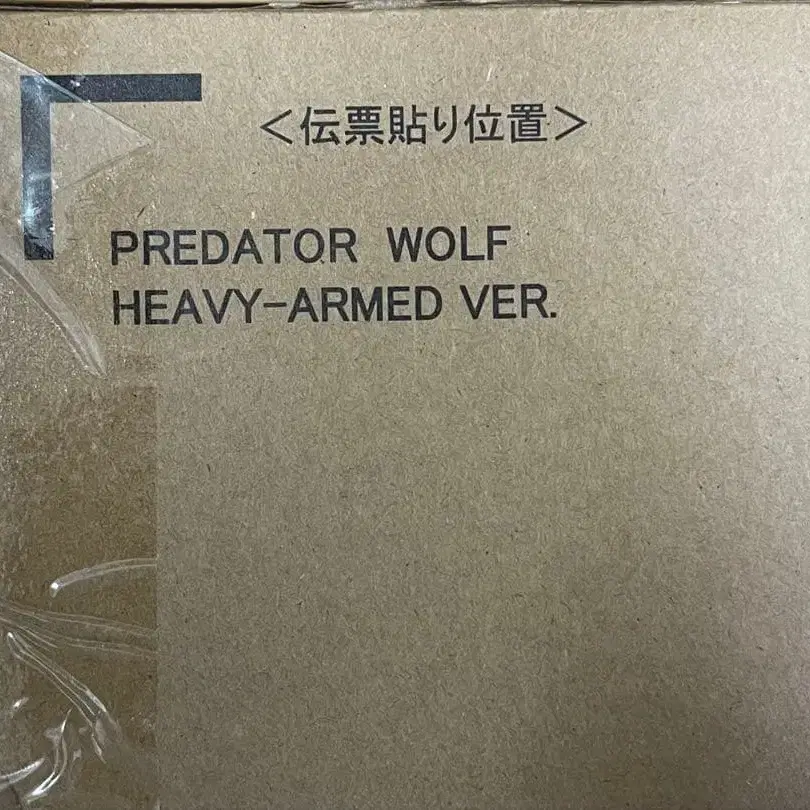 ＜伝票貼り位置＞
PREDATOR WOLF
HEAVY-ARMED VER.